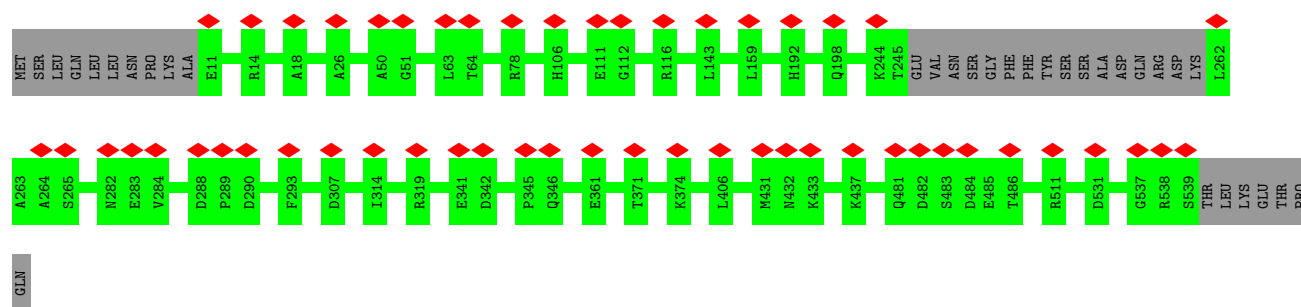 MET SER LEU GLN LEU LEU ASN PRO LYS ALA E11 R14 A18 A26 A50 G51 L63 T64 R78 H106 E111 G112 R116 L143 L159 H192 Q198 K244 T245 GLU VAL ASN SER GLY PHE PHE TYR SER SER ALA ASP GLN ARG ASP LYS L262
A263 A264 S265 N282 E283 V284 D288 P289 D290 F293 D307 I314 R319 E341 D342 P345 Q346 E361 T371 K374 L406 M431 N432 K433 K437 Q481 D482 S483 D484 E485 T486 R511 D531 G537 R538 S539 THR LEU LYS GLU THR PRO
GLN